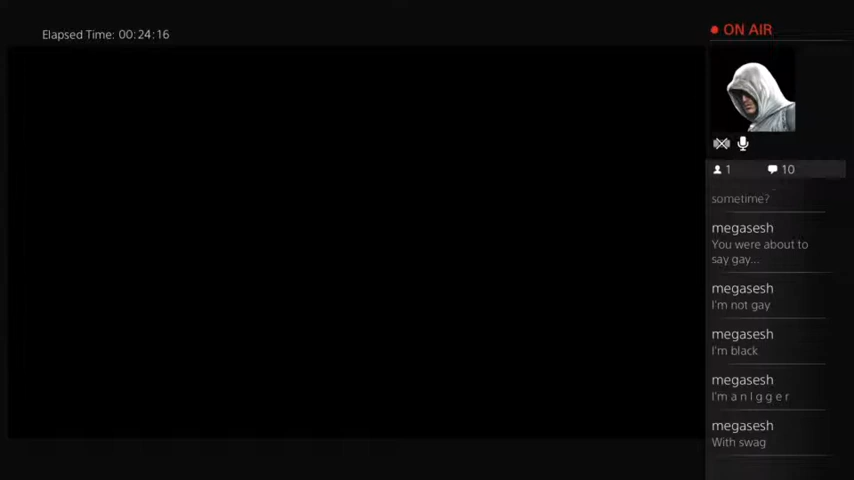 Elapsed Time: 00:24:16
ON AIR
1 10
sometime?
megasesh
You were about to
say gay...
megasesh
I'm not gay
megasesh
I'm black
megasesh
I'm a n I g g e r
megasesh
With swag